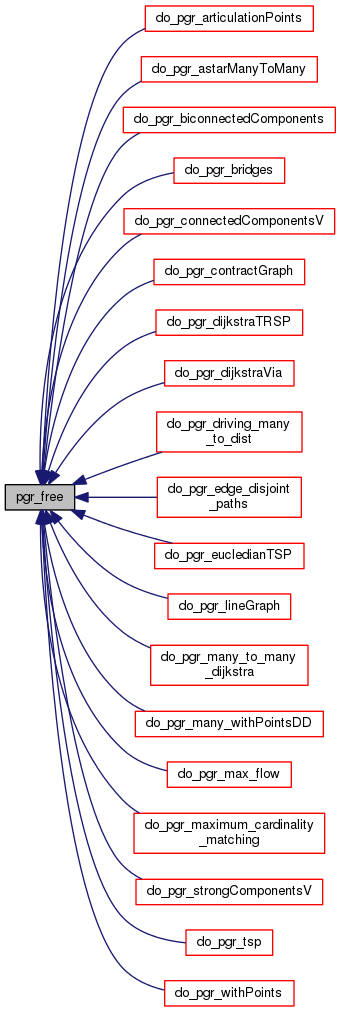 do_pgr_articulationPoints
do_pgr_astarManyToMany
do_pgr_biconnectedComponents
do_pgr_bridges
do_pgr_connectedComponentsV
do_pgr_contractGraph
do_pgr_dijkstraTRSP
do_pgr_dijkstraVia
do_pgr_driving_many
_to_dist
pgr_free
do_pgr_edge_disjoint
_paths
do_pgr_eucledianTSP
do_pgr_lineGraph
do_pgr_many_to_many
_dijkstra
do_pgr_many_withPointsDD
do_pgr_max_flow
do_pgr_maximum_cardinality
_matching
do_pgr_strongComponentsV
do_pgr_tsp
do_pgr_withPoints